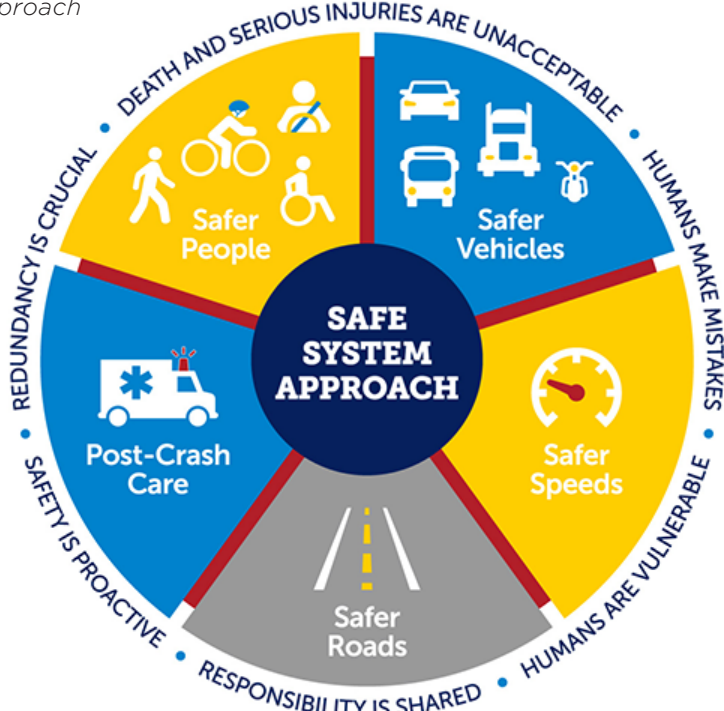 proach
DEATH AND SERIOUS INJURIES ARE UNACCEPTABLE
HUMANS MAKE MISTAKES
HUMANS ARE VULNERABLE
RESPONSIBILITY IS SHARED
SAFETY IS PROACTIVE
REDUNDANCY IS CRUCIAL
Safer
People
Safer
Vehicles
SAFE
SYSTEM
APPROACH
Post-Crash
Care
Safer
Speeds
Safer
Roads